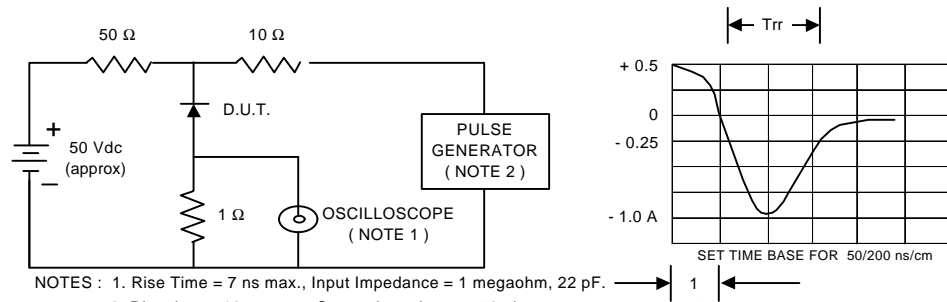 50 Ω
10 Ω
Trr
+ 0.5
D.U.T.
0
+
50 Vdc
(approx)
−
PULSE
GENERATOR
( NOTE 2 )
- 0.25
1 Ω
OSCILLOSCOPE
( NOTE 1 )
- 1.0 A
SET TIME BASE FOR 50/200 ns/cm
NOTES : 1. Rise Time = 7 ns max., Input Impedance = 1 megaohm, 22 pF.
1